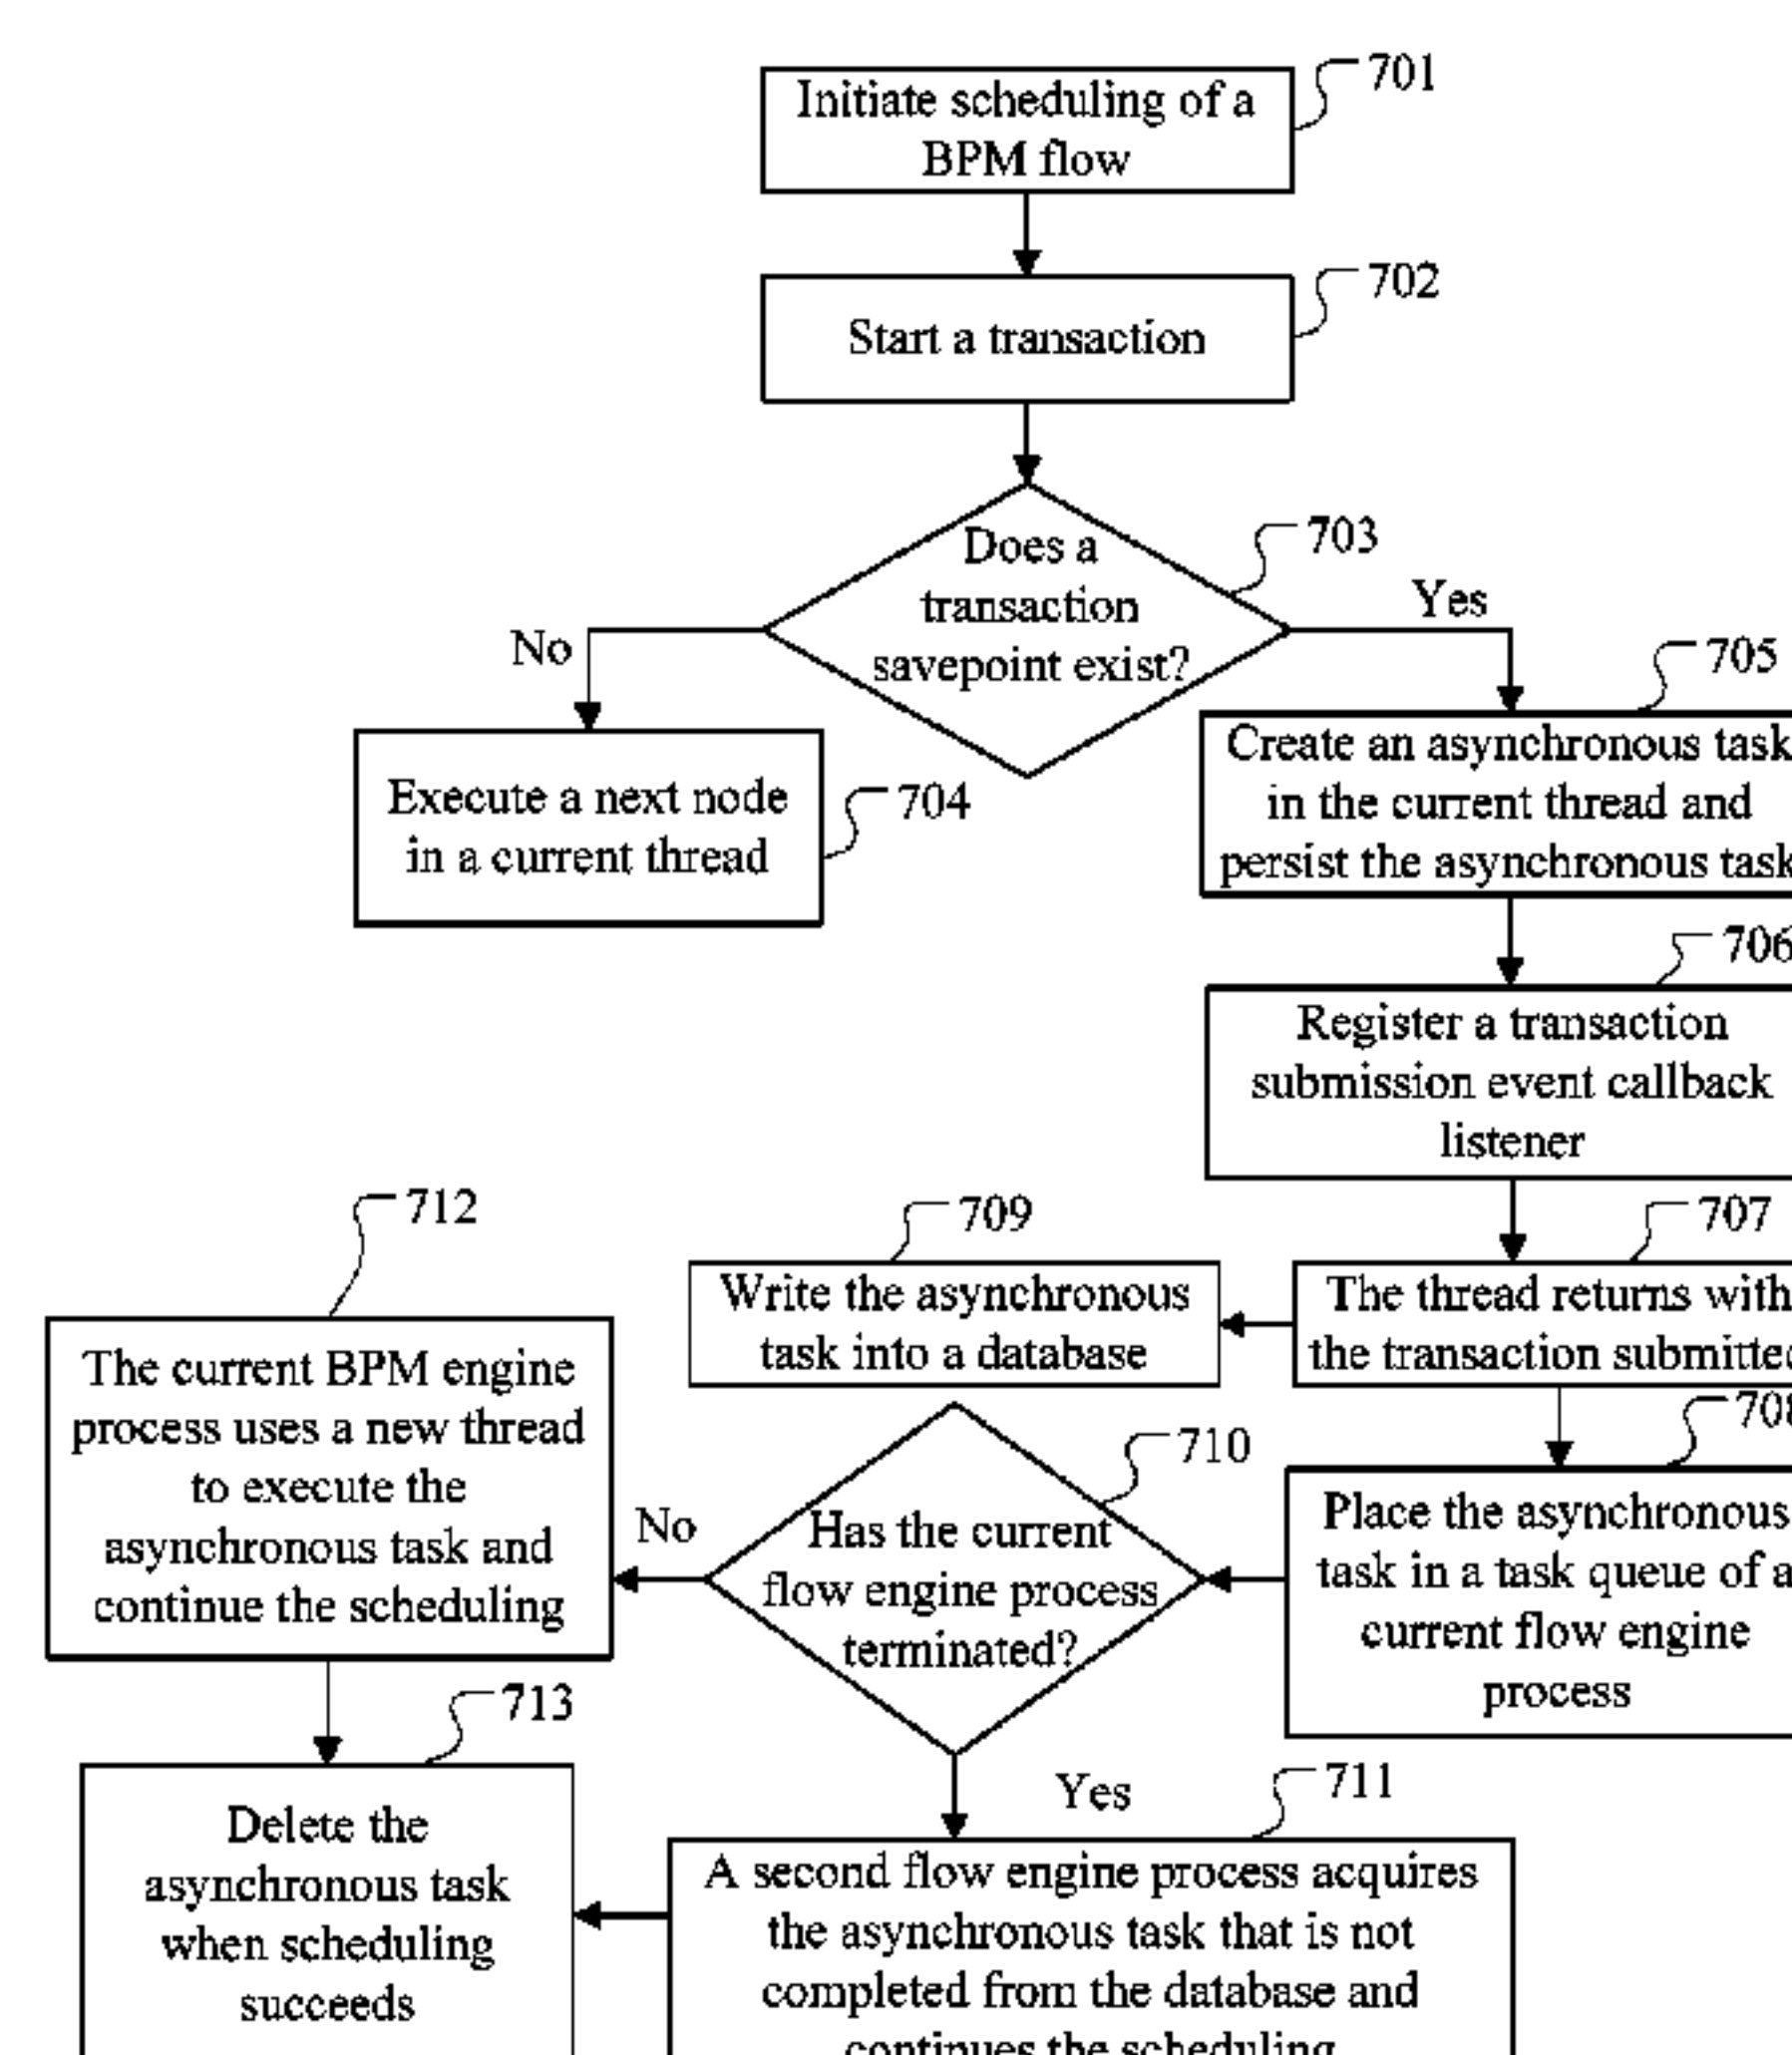 701
Initiate scheduling of a
BPM flow
702
Start a transaction
703
Does a
transaction
savepoint exist?
No
Yes
704
Execute a next node
in a current thread
705
Create an asynchronous task
in the current thread and
persist the asynchronous task
706
Register a transaction
submission event callback
listener
707
The thread returns with
the transaction submitted
709
Write the asynchronous
task into a database
708
Place the asynchronous
task in a task queue of a
current flow engine
process
710
Has the current
flow engine process
terminated?
No
Yes
712
The current BPM engine
process uses a new thread
to execute the
asynchronous task and
continue the scheduling
711
A second flow engine process acquires
the asynchronous task that is not
completed from the database and
continues the scheduling
713
Delete the
asynchronous task
when scheduling
succeeds